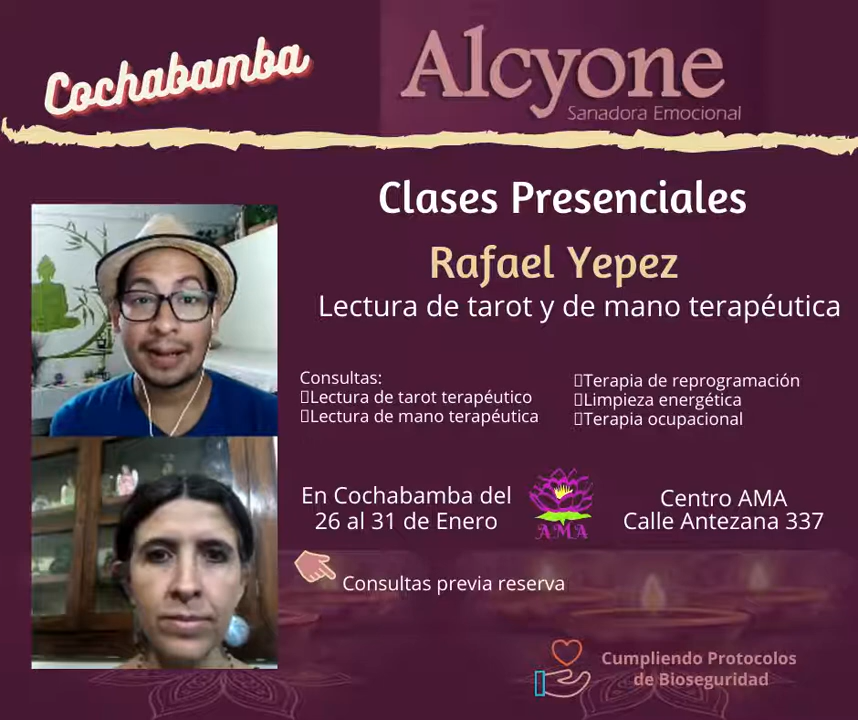 Cochabamba
Alcyone
Sanadora Emocional
Clases Presenciales
Rafael Yepez
Lectura de tarot y de mano terapéutica
Consultas:
Lectura de tarot terapéutico
Lectura de mano terapéutica
Terapia de reprogramación
Limpieza energética
Terapia ocupacional
En Cochabamba del
26 al 31 de Enero
AMA
Centro AMA
Calle Antezana 337
Consultas previa reserva
Cumpliendo Protocolos
de Bioseguridad